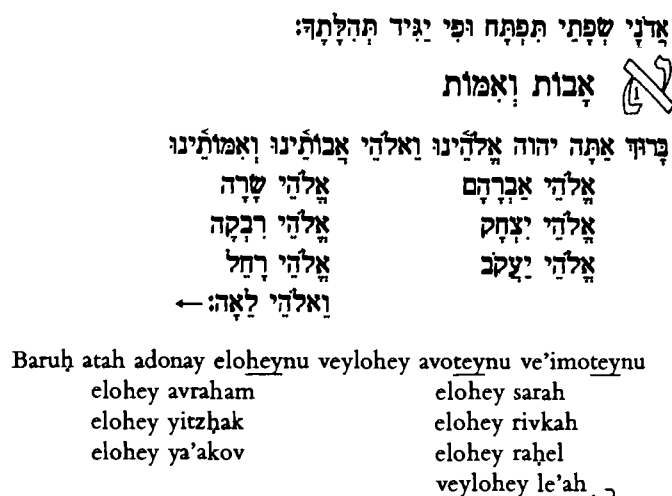 אֲדֹנָי שְׂפָתַי תִּפְתָּח וּפִי יַגִּיד תְּהִלָּתֶךָ:
א אָבוֹת וְאִמּוֹת
בָּרוּךְ אַתָּה יהוה אֱלֹהֵ֫ינוּ וֵאלֹהֵי אֲבוֹתֵ֫ינוּ וְאִמּוֹתֵ֫ינוּ
אֱלֹהֵי אַבְרָהָם אֱלֹהֵי שָׂרָה
אֱלֹהֵי יִצְחָק אֱלֹהֵי רִבְקָה
אֱלֹהֵי יַעֲקֹב אֱלֹהֵי רָחֵל
וֵאלֹהֵי לֵאָה: ←
Baruḥ atah adonay eloheynu veylohey avoteynu ve'imoteynu
elohey avraham elohey sarah
elohey yitzḥak elohey rivkah
elohey ya'akov elohey raḥel
veylohey le'ah